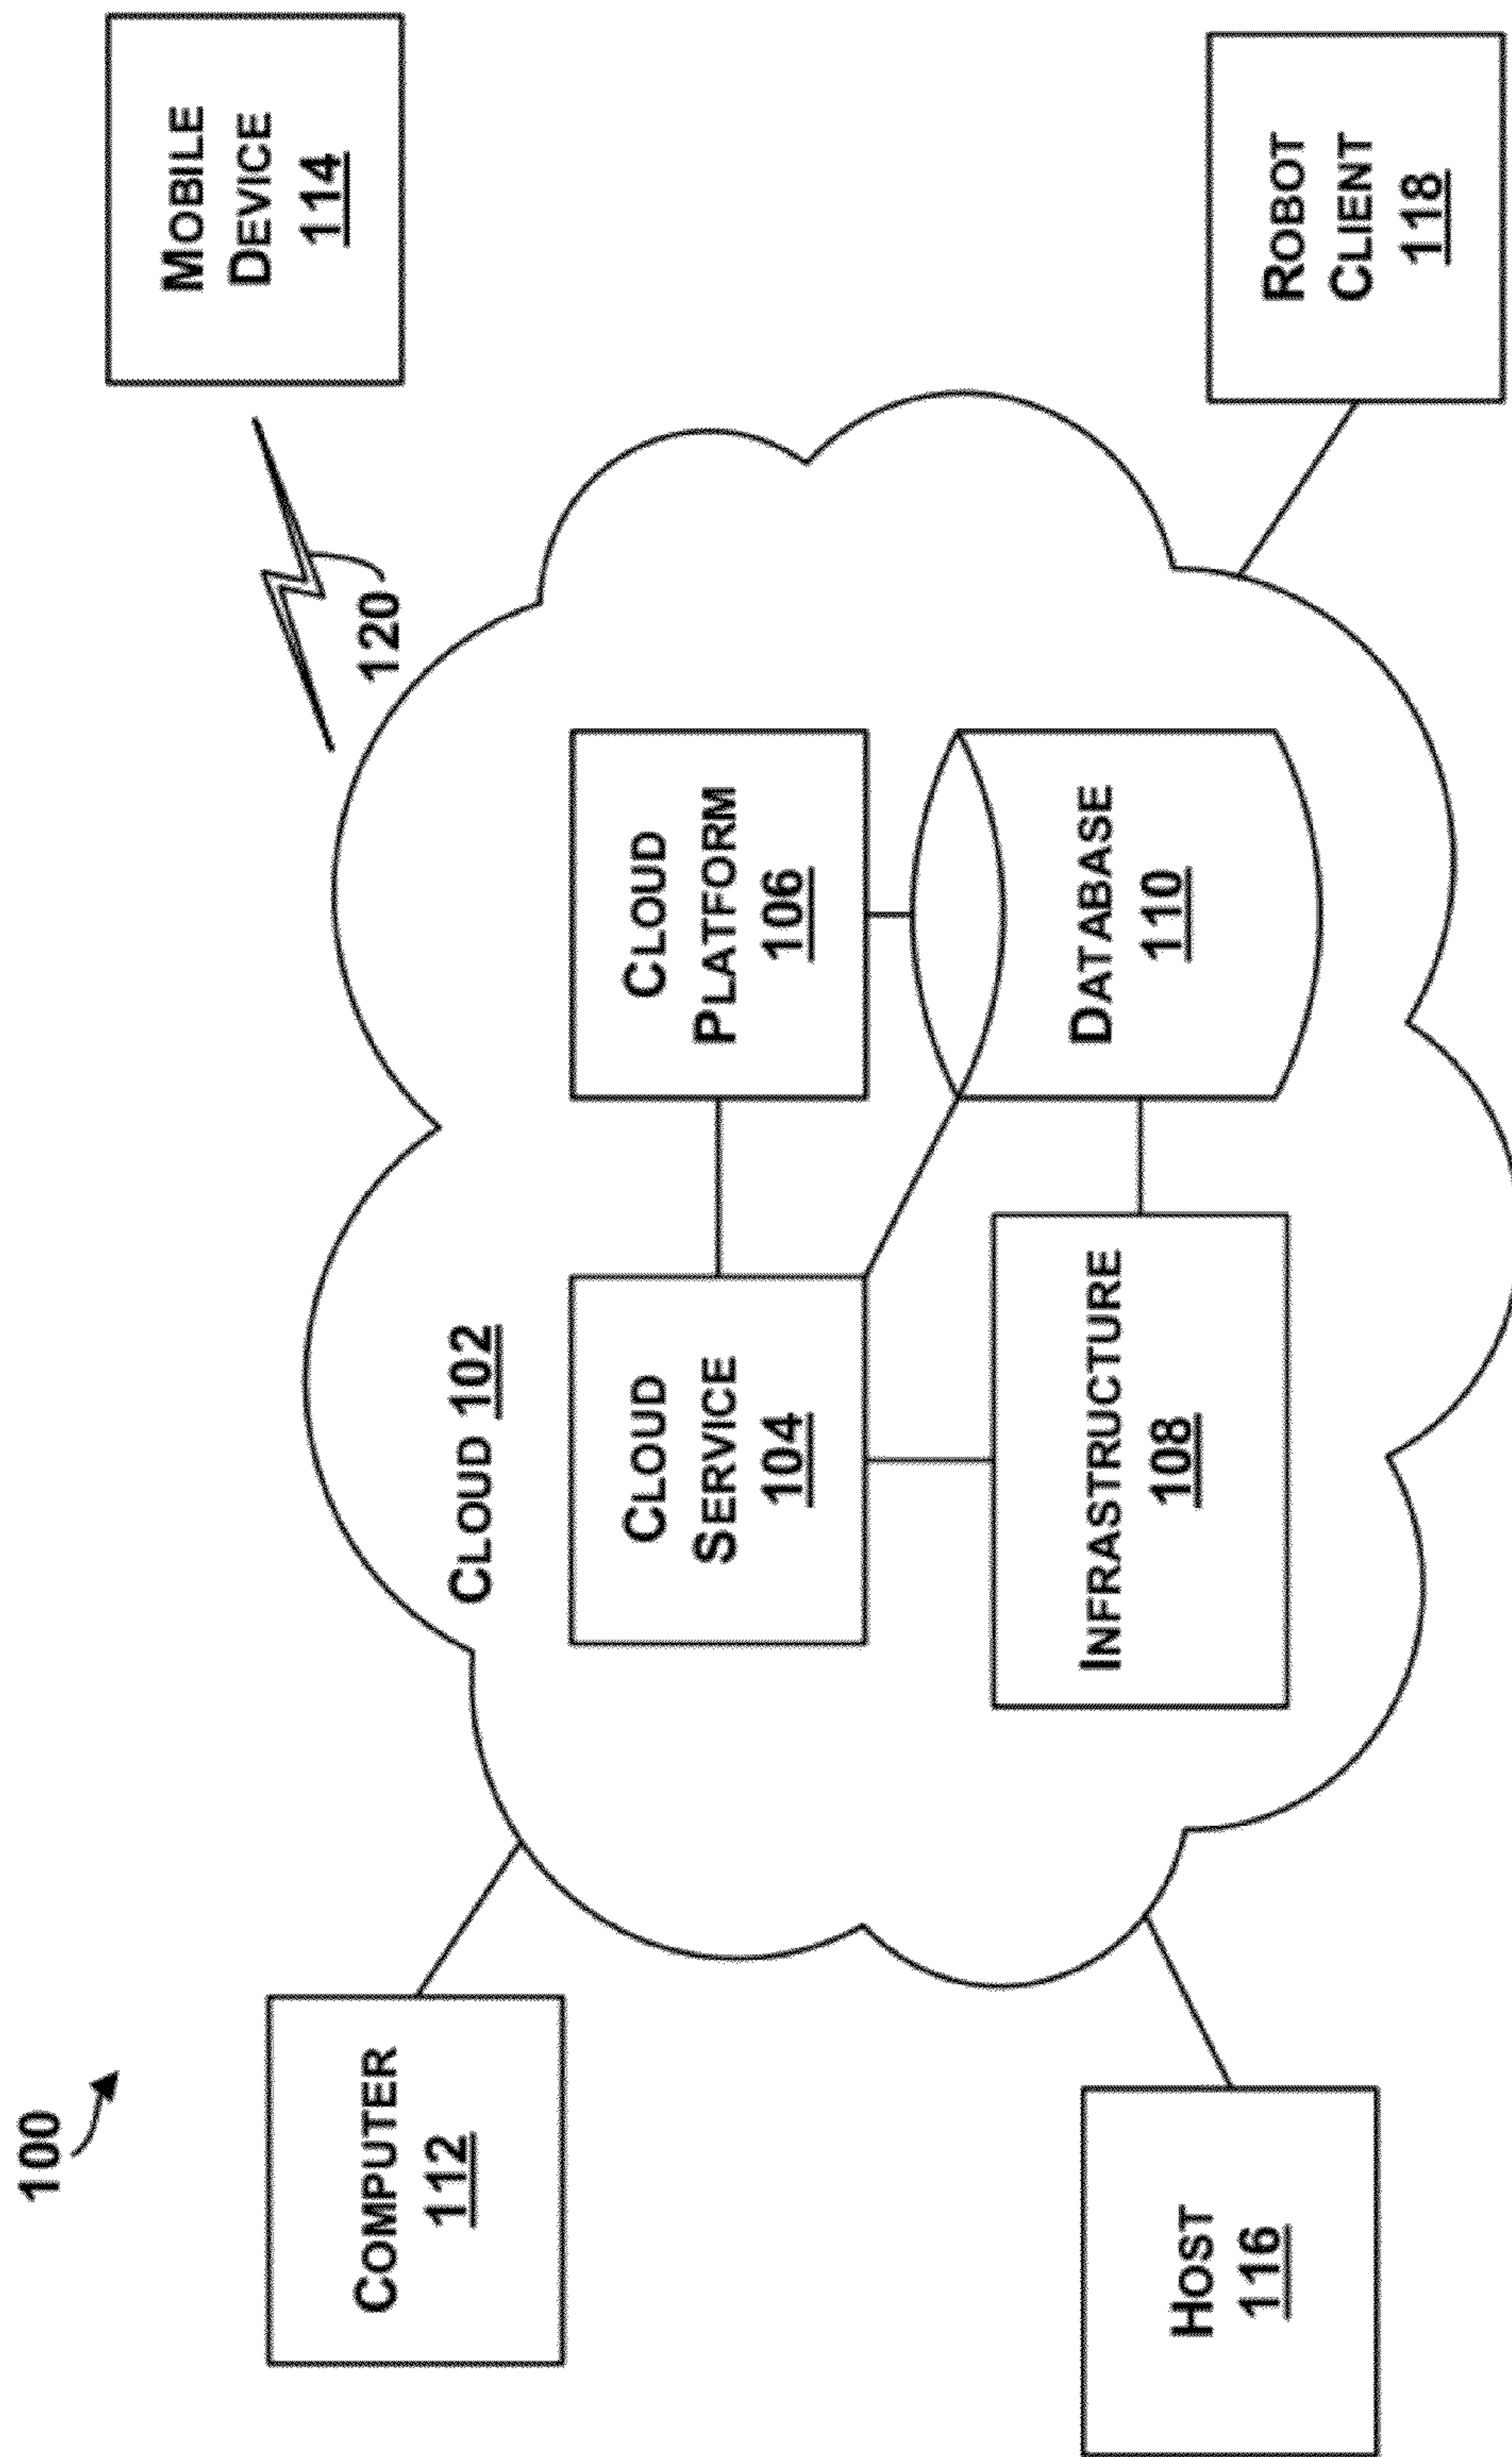 100
COMPUTER
112
MOBILE
DEVICE
114
120
CLOUD 102
CLOUD
SERVICE
104
CLOUD
PLATFORM
106
INFRASTRUCTURE
108
DATABASE
110
HOST
116
ROBOT
CLIENT
118